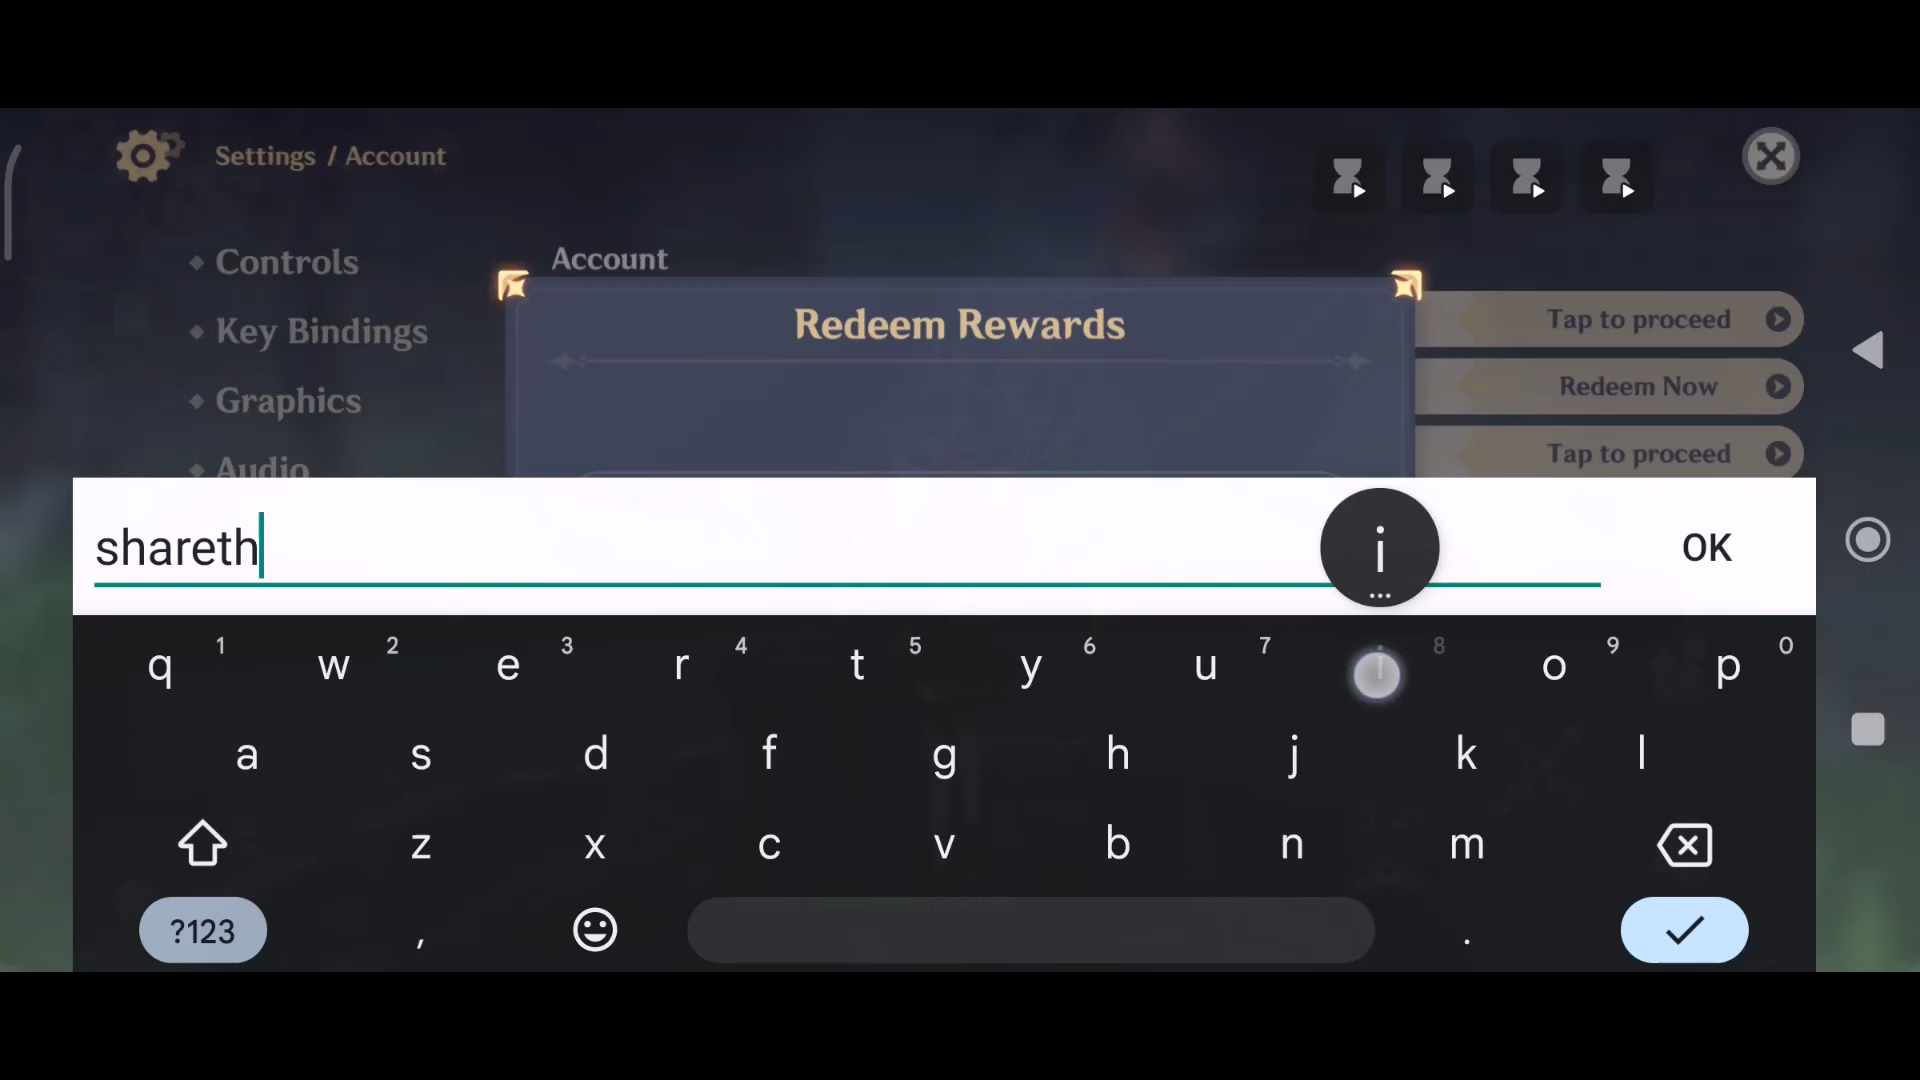 Settings / Account
Account
Controls
Key Bindings
Graphics
Audio
Redeem Rewards
Tap to proceed
Redeem Now
Tap to proceed
shareth
OK
i
...
q 1 w 2 e 3 r 4 t 5 y 6 u 7 i 8 o 9 p 0
a s d f g h j k l
z x c v b n m
?123 , .